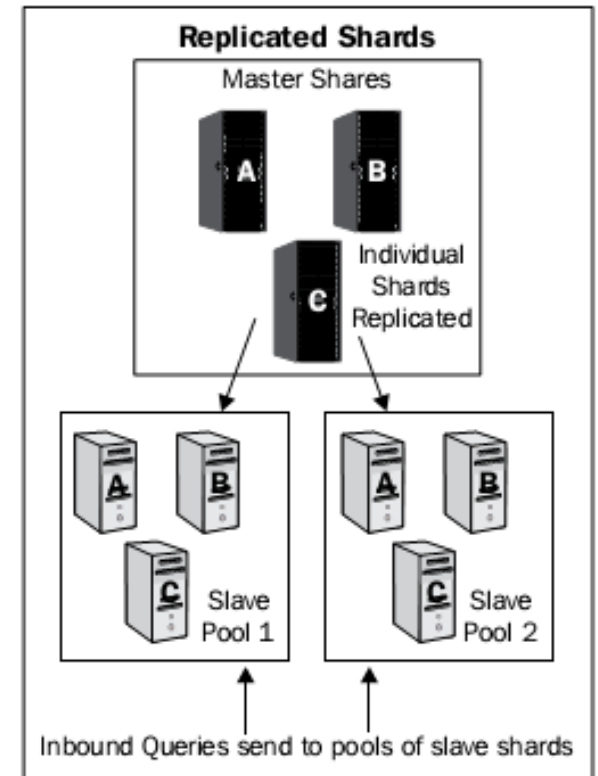 Replicated Shards
Master Shares
A
B
C
Individual
Shards
Replicated
A
B
C
Slave
Pool 1
A
B
C
Slave
Pool 2
Inbound Queries send to pools of slave shards